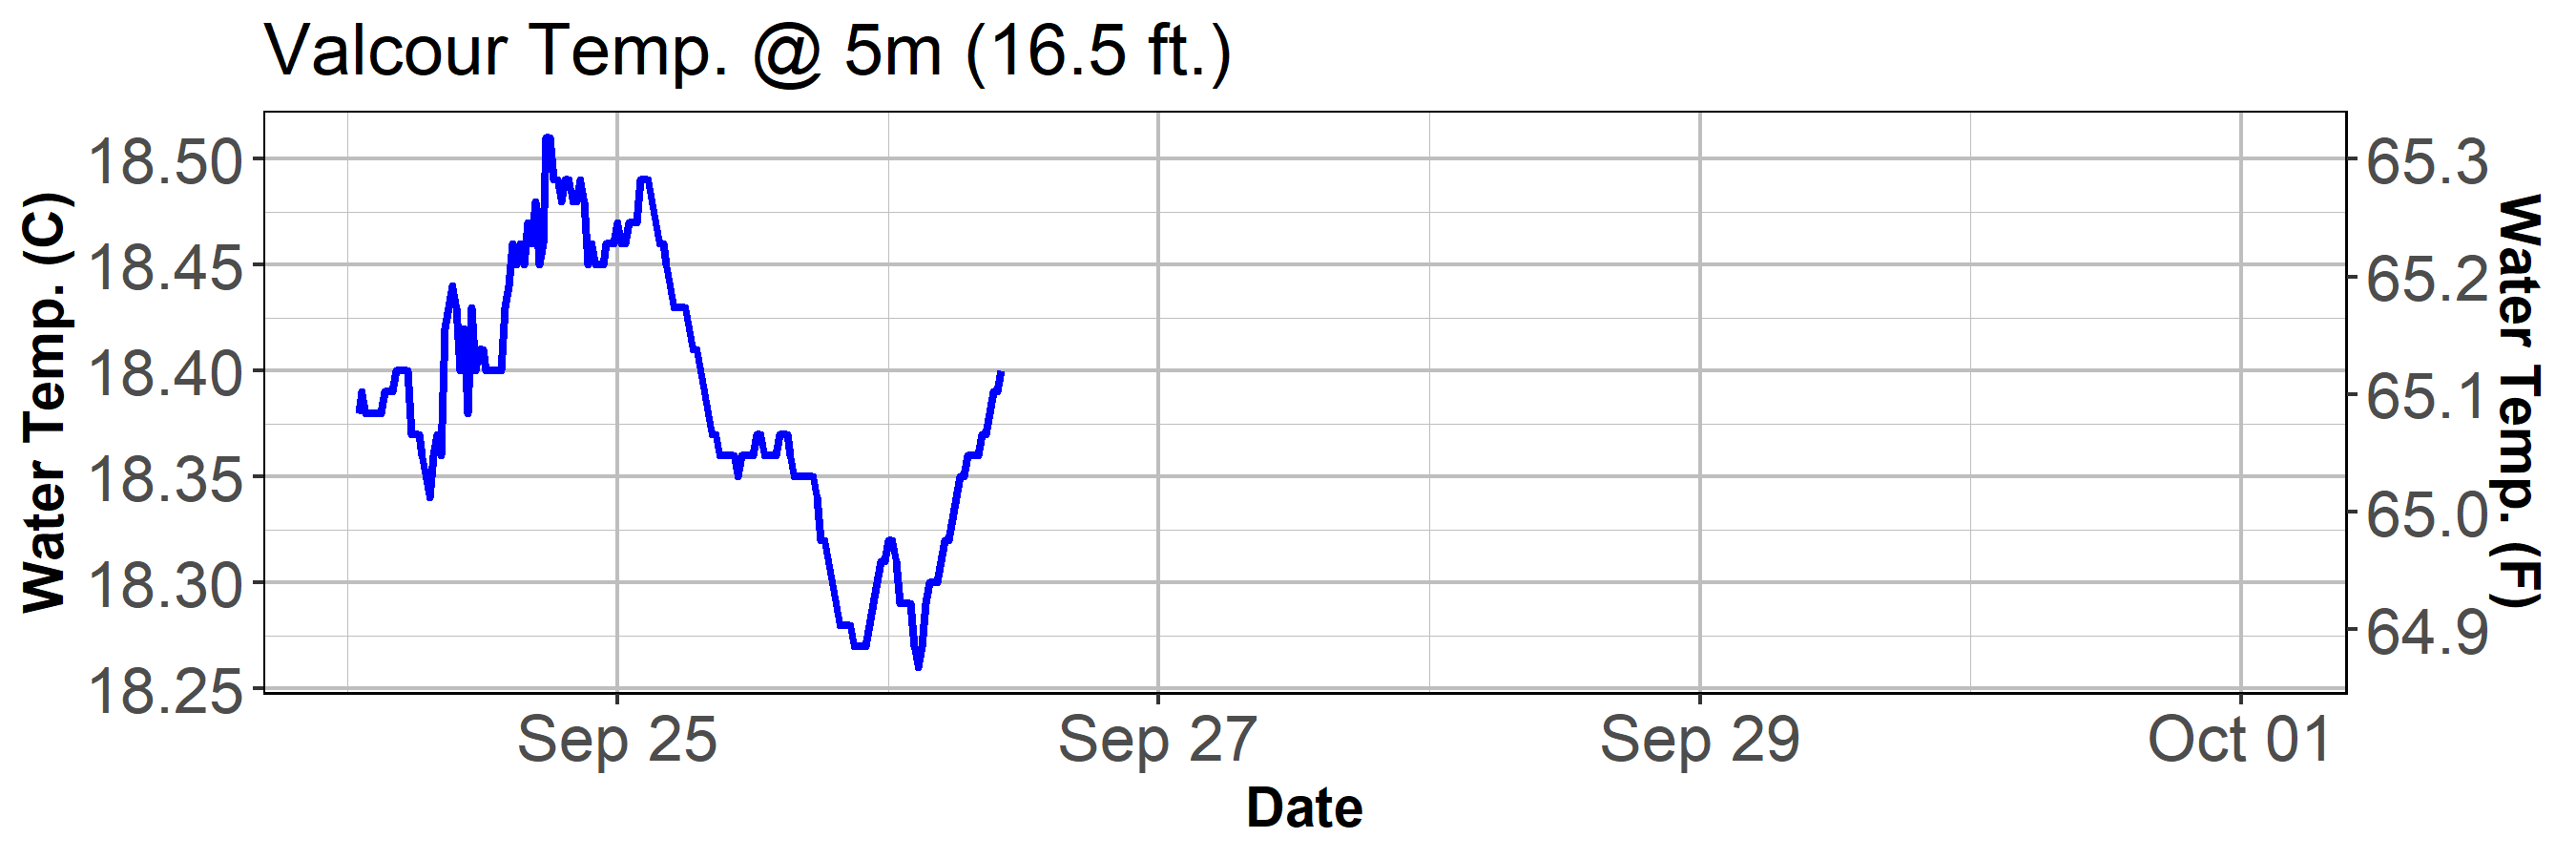 Valcour Temp. @ 5m (16.5 ft.)
Water Temp. (C)
18.50
18.45
18.40
18.35
18.30
18.25
65.3
65.2
65.1
65.0
64.9
Water Temp. (F)
Sep 25
Sep 27
Sep 29
Oct 01
Date